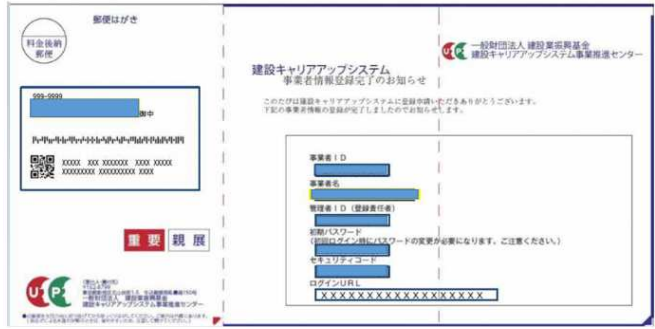 郵便はがき
料金後納
郵便
999-9999
御中
XXXXX XXX XXXXXXX XXXX XXXXX
XXXXXXXXX XXXXXXXXXX XXXX
重要 親展
一般財団法人 建設業振興基金
建設キャリアアップシステム事業推進センター
一般財団法人 建設業振興基金
建設キャリアアップシステム事業推進センター
建設キャリアアップシステム
事業者情報登録完了のお知らせ
このたびは建設キャリアアップシステムに登録申請いただきありがとうございます。
下記の事業者情報の登録が完了しましたのでお知らせします。
事業者ID
事業者名
管理者ID(登録責任者)
初期パスワード
(初回ログイン時にパスワードの変更が必要になります。ご注意ください。)
セキュリティコード
ログインURL
XXXXXXXXXXXXXXXXXXX